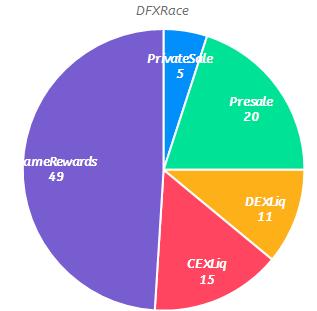 DFXRace
PrivateSale
5
Presale
20
DEXLiq
11
CEXLiq
15
ameRewards
49